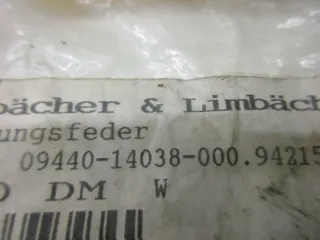 bächer & Limbäch
ungsfeder
09440-14038-000.94215
DM W